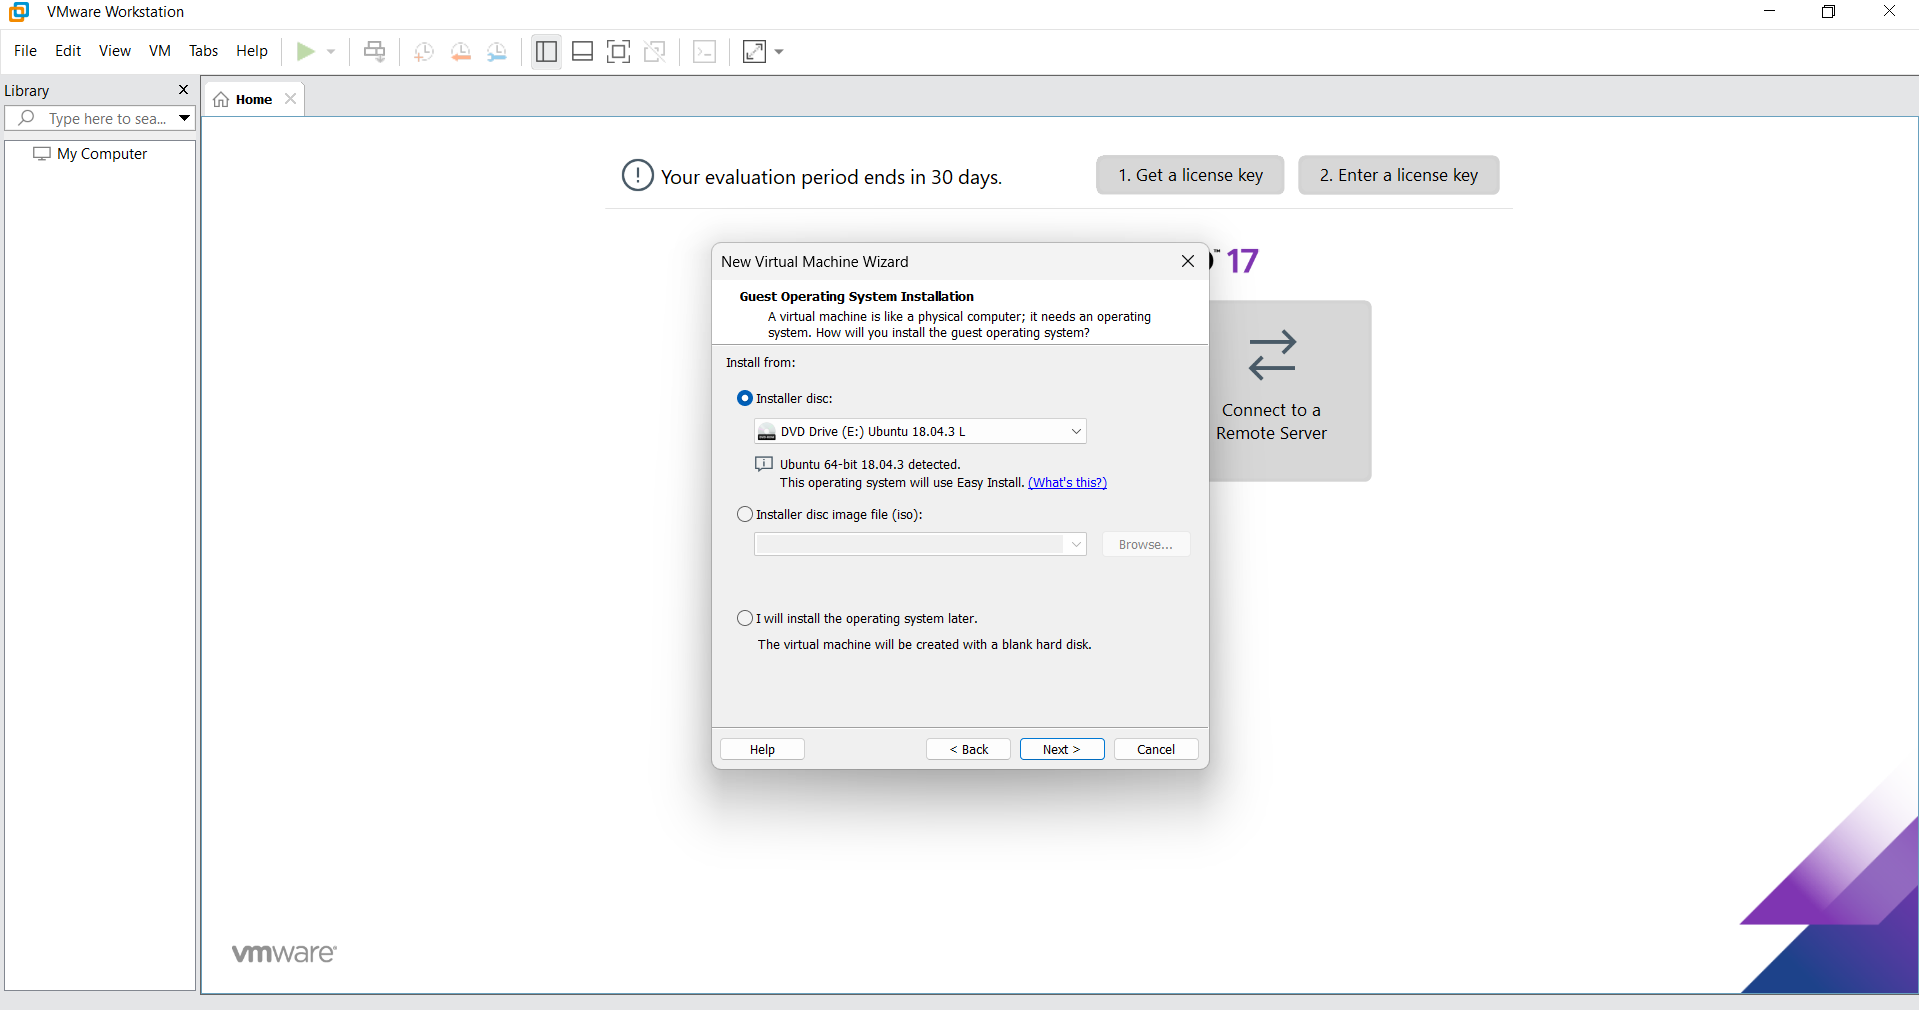 VMware Workstation
File Edit View VM Tabs Help
Library
Home
Type here to sea...
My Computer
! Your evaluation period ends in 30 days.
1. Get a license key
2. Enter a license key
™ 17
New Virtual Machine Wizard
Guest Operating System Installation
A virtual machine is like a physical computer; it needs an operating
system. How will you install the guest operating system?
Install from:
Installer disc:
DVD Drive (E:) Ubuntu 18.04.3 L
Ubuntu 64-bit 18.04.3 detected.
This operating system will use Easy Install. (What's this?)
Installer disc image file (iso):
Browse...
I will install the operating system later.
The virtual machine will be created with a blank hard disk.
Help
< Back
Next >
Cancel
Connect to a
Remote Server
vmware®